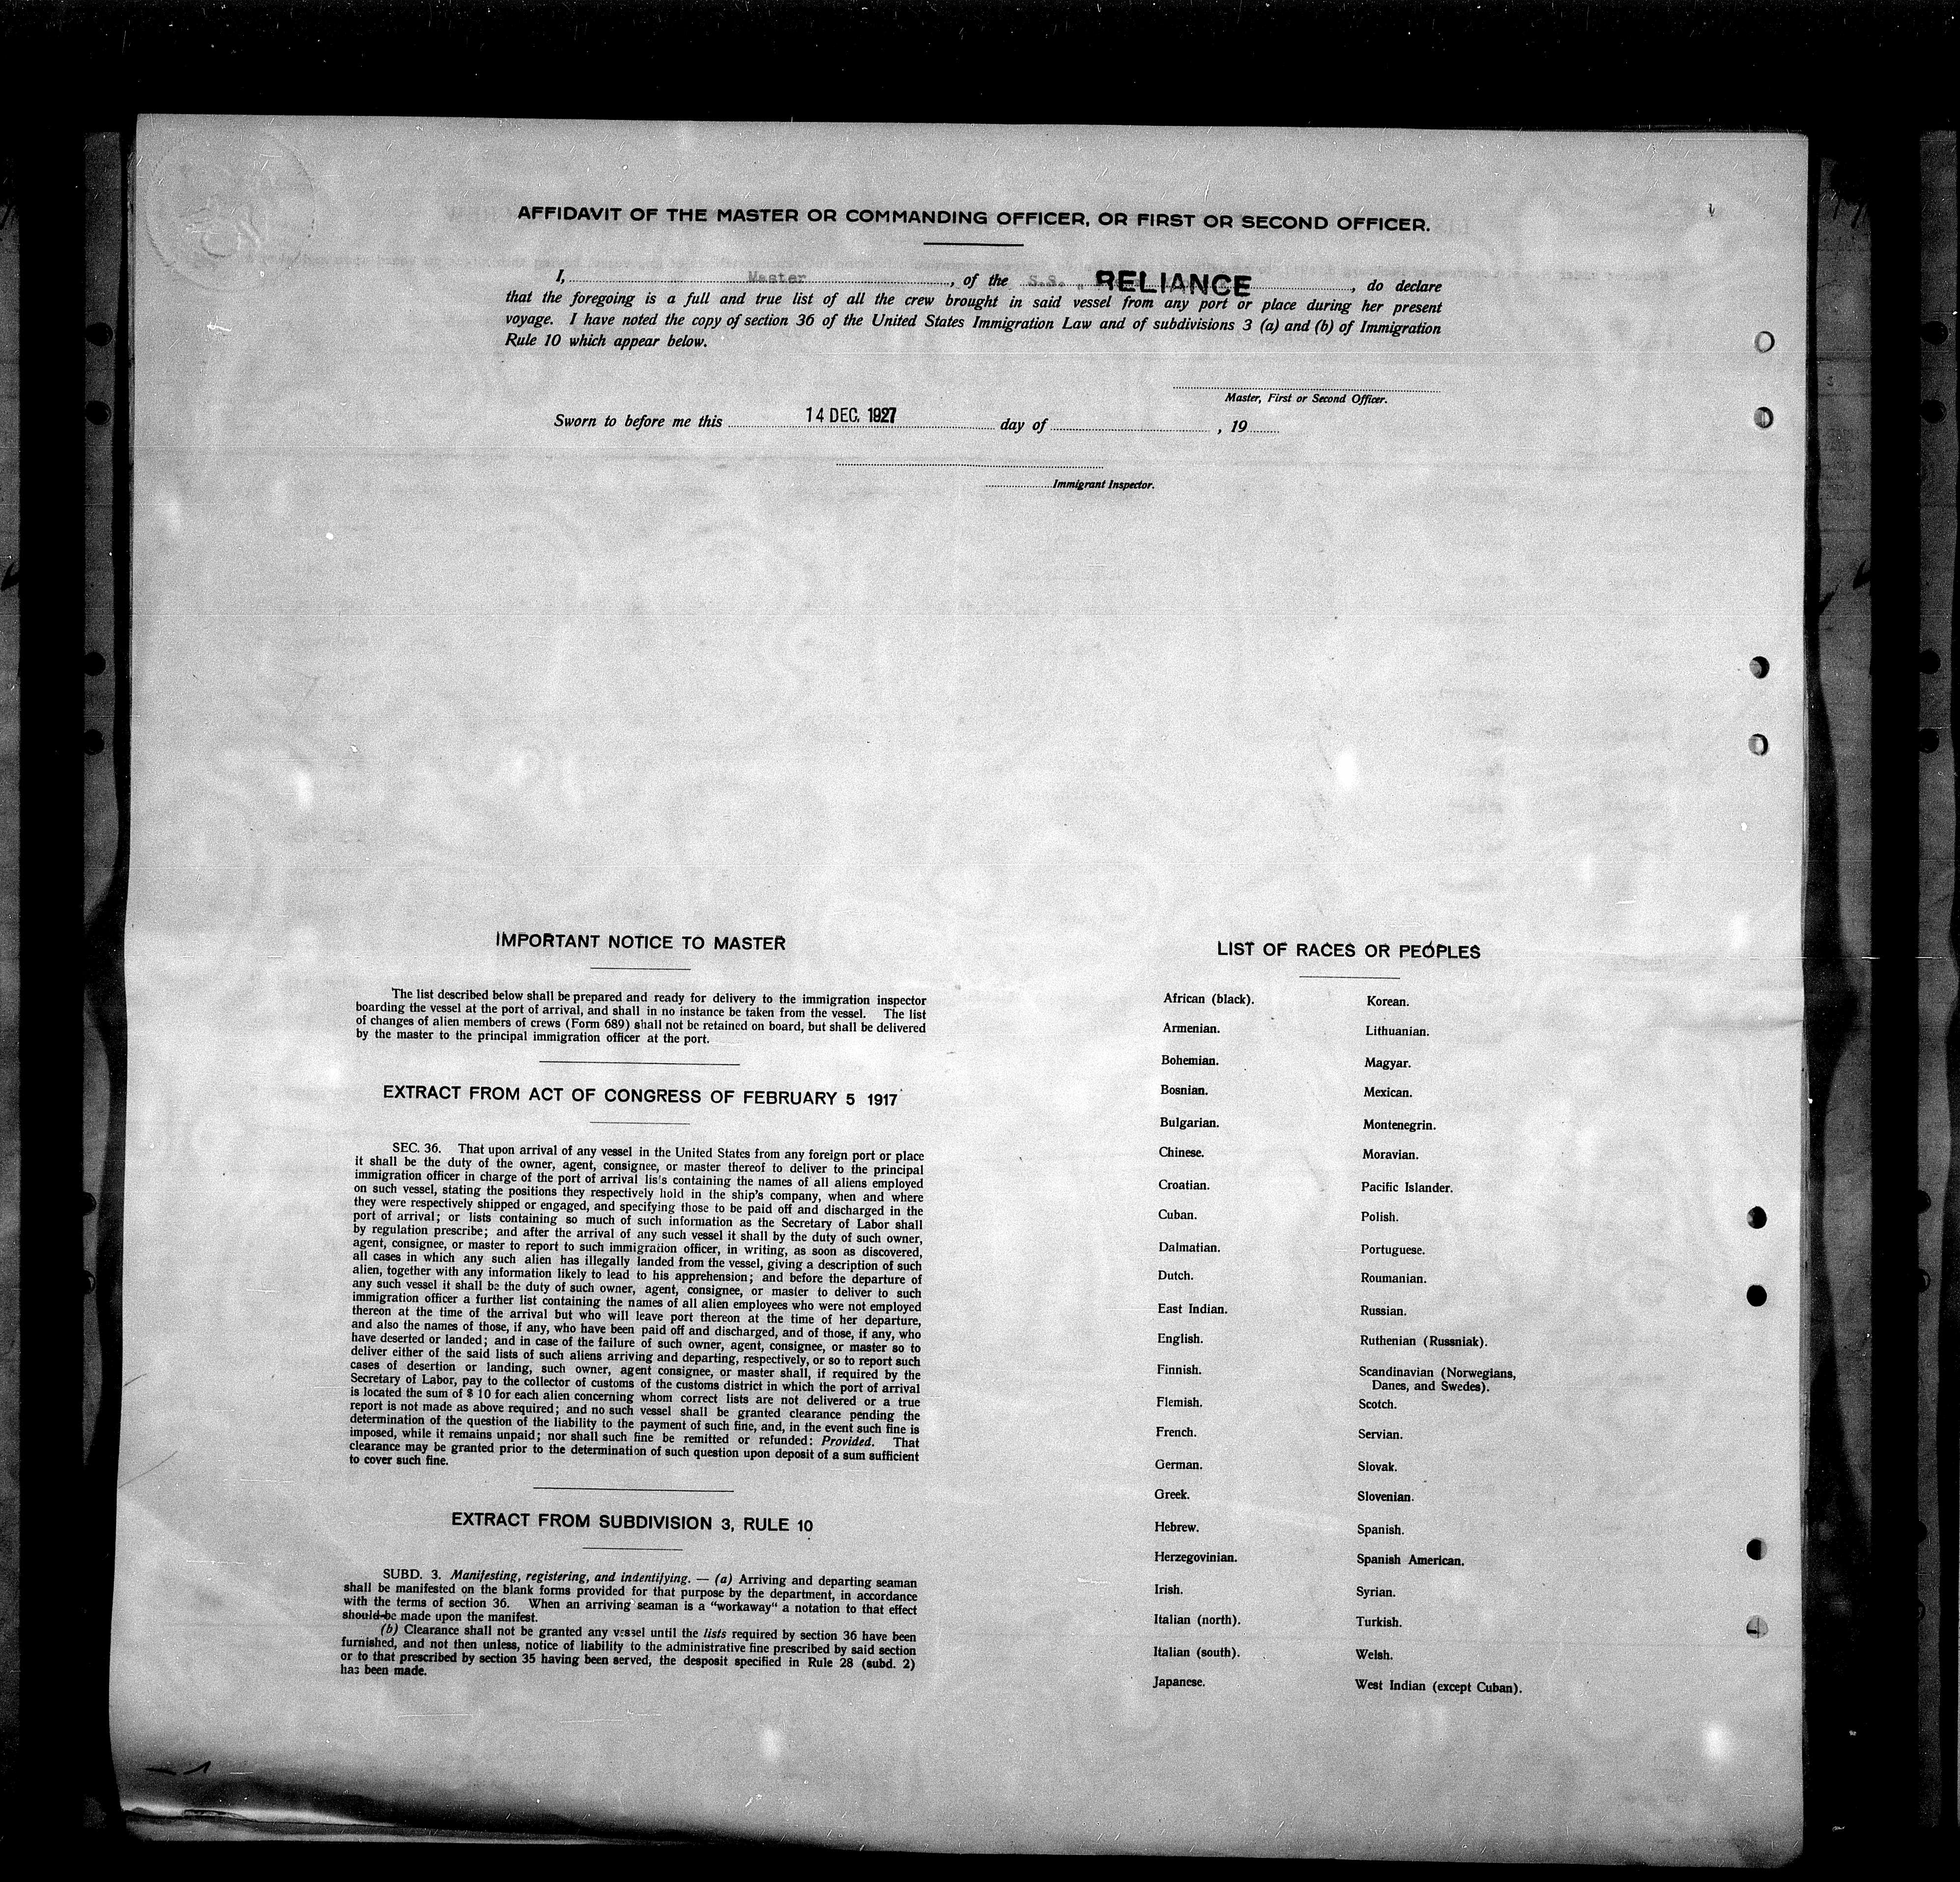 AFFIDAVIT OF THE MASTER OR COMMANDING OFFICER, OR FIRST OR SECOND OFFICER.
I, Master, of the S.S. RELIANCE, do declare
that the foregoing is a full and true list of all the crew brought in said vessel from any port or place during her present
voyage. I have noted the copy of section 36 of the United States Immigration Law and of subdivisions 3 (a) and (b) of Immigration
Rule 10 which appear below.
Master, First or Second Officer.
Sworn to before me this 14 DEC. 1927 day of , 19
Immigrant Inspector.
IMPORTANT NOTICE TO MASTER
The list described below shall be prepared and ready for delivery to the immigration inspector
boarding the vessel at the port of arrival, and shall in no instance be taken from the vessel. The list
of changes of alien members of crews (Form 689) shall not be retained on board, but shall be delivered
by the master to the principal immigration officer at the port.
EXTRACT FROM ACT OF CONGRESS OF FEBRUARY 5 1917
SEC. 36. That upon arrival of any vessel in the United States from any foreign port or place
it shall be the duty of the owner, agent, consignee, or master thereof to deliver to the principal
immigration officer in charge of the port of arrival lists containing the names of all aliens employed
on such vessel, stating the positions they respectively hold in the ship's company, when and where
they were respectively shipped or engaged, and specifying those to be paid off and discharged in the
port of arrival; or lists containing so much of such information as the Secretary of Labor shall
by regulation prescribe; and after the arrival of any such vessel it shall by the duty of such owner,
agent, consignee, or master to report to such immigration officer, in writing, as soon as discovered,
all cases in which any such alien has illegally landed from the vessel, giving a description of such
alien, together with any information likely to lead to his apprehension; and before the departure of
any such vessel it shall be the duty of such owner, agent, consignee, or master to deliver to such
immigration officer a further list containing the names of all alien employees who were not employed
thereon at the time of the arrival but who will leave port thereon at the time of her departure,
and also the names of those, if any, who have been paid off and discharged, and of those, if any, who
have deserted or landed; and in case of the failure of such owner, agent, consignee, or master so to
deliver either of the said lists of such aliens arriving and departing, respectively, or so to report such
cases of desertion or landing, such owner, agent consignee, or master shall, if required by the
Secretary of Labor, pay to the collector of customs of the customs district in which the port of arrival
is located the sum of $ 10 for each alien concerning whom correct lists are not delivered or a true
report is not made as above required; and no such vessel shall be granted clearance pending the
determination of the question of the liability to the payment of such fine, and, in the event such fine is
imposed, while it remains unpaid; nor shall such fine be remitted or refunded: Provided. That
clearance may be granted prior to the determination of such question upon deposit of a sum sufficient
to cover such fine.
EXTRACT FROM SUBDIVISION 3, RULE 10
SUBD. 3. Manifesting, registering, and indentifying. — (a) Arriving and departing seaman
shall be manifested on the blank forms provided for that purpose by the department, in accordance
with the terms of section 36. When an arriving seaman is a "workaway" a notation to that effect
should be made upon the manifest.
(b) Clearance shall not be granted any vessel until the lists required by section 36 have been
furnished, and not then unless, notice of liability to the administrative fine prescribed by said section
or to that prescribed by section 35 having been served, the desposit specified in Rule 28 (subd. 2)
has been made.
LIST OF RACES OR PEOPLES
African (black).
Armenian.
Bohemian.
Bosnian.
Bulgarian.
Chinese.
Croatian.
Cuban.
Dalmatian.
Dutch.
East Indian.
English.
Finnish.
Flemish.
French.
German.
Greek.
Hebrew.
Herzegovinian.
Irish.
Italian (north).
Italian (south).
Japanese.
Korean.
Lithuanian.
Magyar.
Mexican.
Montenegrin.
Moravian.
Pacific Islander.
Polish.
Portuguese.
Roumanian.
Russian.
Ruthenian (Russniak).
Scandinavian (Norwegians,
Danes, and Swedes).
Scotch.
Servian.
Slovak.
Slovenian.
Spanish.
Spanish American.
Syrian.
Turkish.
Welsh.
West Indian (except Cuban).